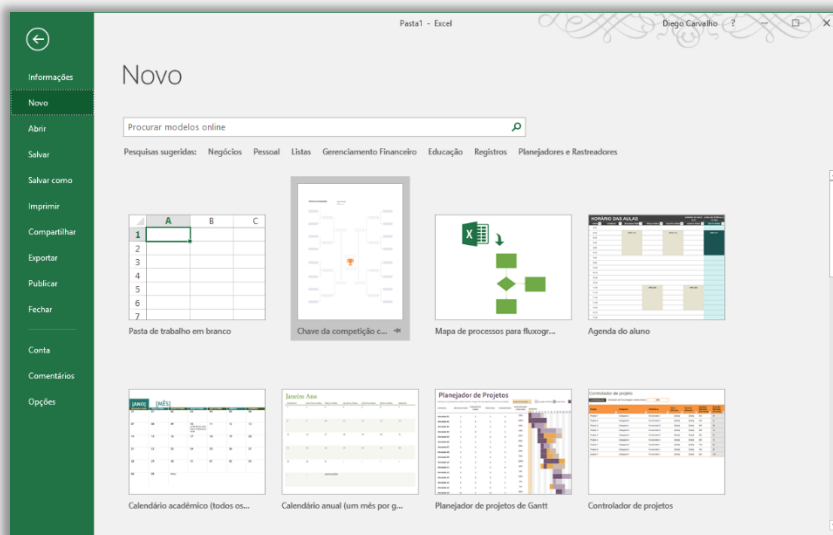 Pasta1 - Excel
Diego Carvalho ?
Informações
Novo
Abrir
Salvar
Salvar como
Imprimir
Compartilhar
Exportar
Publicar
Fechar
Conta
Comentários
Opções
Novo
Procurar modelos online
Pesquisas sugeridas: Negócios Pessoal Listas Gerenciamento Financeiro Educação Registros Planejadores e Rastreadores
A B C
1
2
3
4
5
6
7
Pasta de trabalho em branco
Chave da competição c...
X
Mapa de processos para fluxogr...
HORÁRIO DAS AULAS
Agenda do aluno
[ANO] [MÊS]
Calendário acadêmico (todos os...
Janeiro Ano
Calendário anual (um mês por g...
Planejador de Projetos
Planejador de projetos de Gantt
Controlador de projeto
Controlador de projetos